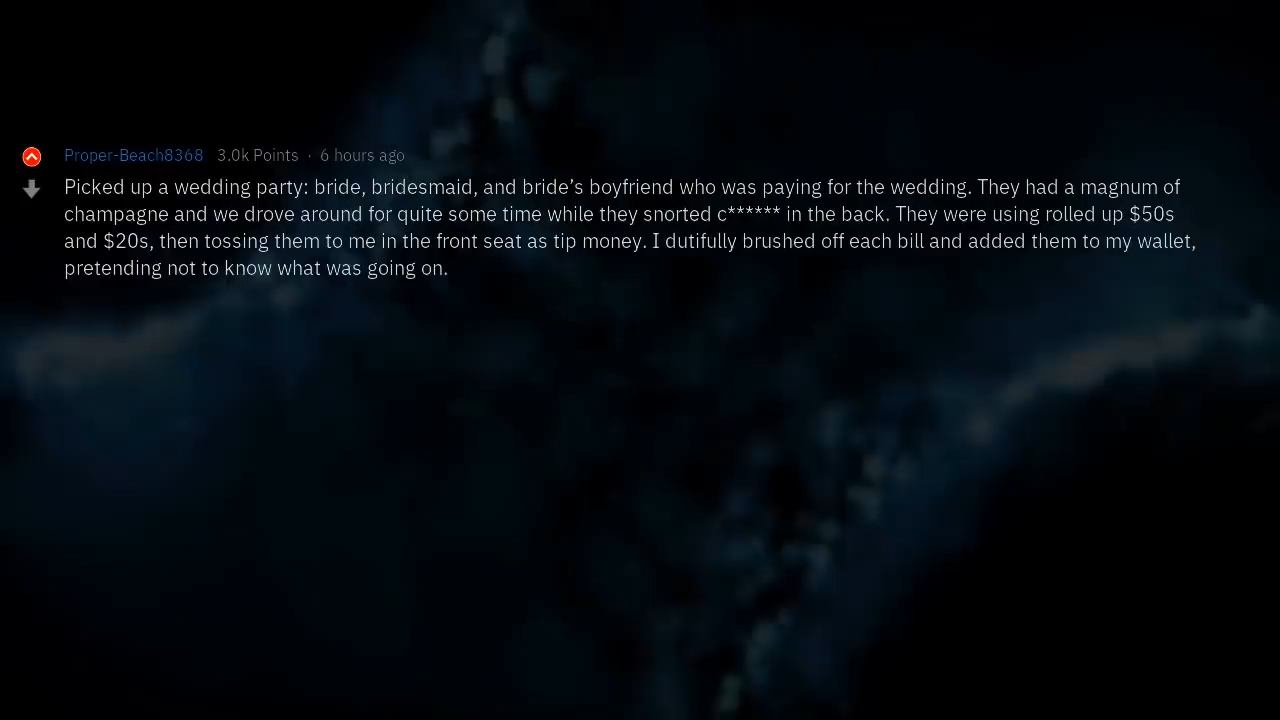 Proper-Beach8368 3.0k Points · 6 hours ago
Picked up a wedding party: bride, bridesmaid, and bride’s boyfriend who was paying for the wedding. They had a magnum of
champagne and we drove around for quite some time while they snorted c****** in the back. They were using rolled up $50s
and $20s, then tossing them to me in the front seat as tip money. I dutifully brushed off each bill and added them to my wallet,
pretending not to know what was going on.